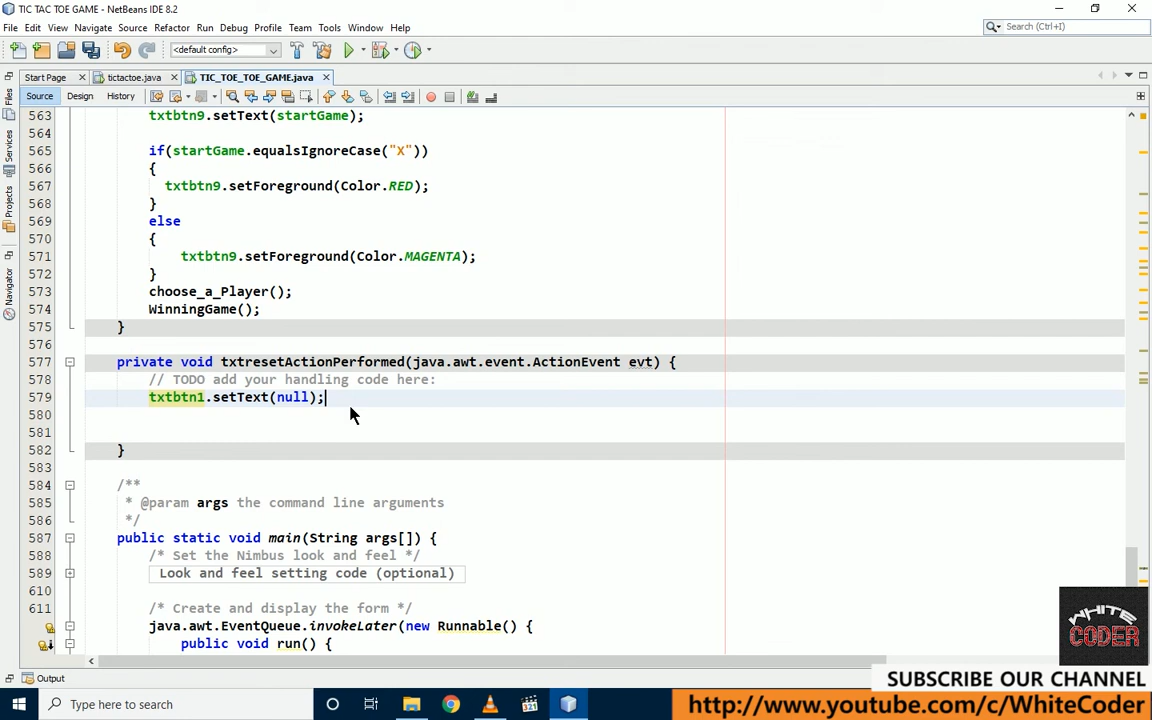 TIC TAC TOE GAME - NetBeans IDE 8.2
File Edit View Navigate Source Refactor Run Debug Profile Team Tools Window Help
Search (Ctrl+I)
<default config>
Start Page tictactoe.java TIC_TOE_TOE_GAME.java
Source Design History
Files
Services
Projects
Navigator
563 txtbtn9.setText(startGame);
564
565 if(startGame.equalsIgnoreCase("X"))
566 {
567 txtbtn9.setForeground(Color.RED);
568 }
569 else
570 {
571 txtbtn9.setForeground(Color.MAGENTA);
572 }
573 choose_a_Player();
574 WinningGame();
575 }
576
577 private void txtresetActionPerformed(java.awt.event.ActionEvent evt) {
578 // TODO add your handling code here:
579 txtbtn1.setText(null);
580
581
582 }
583
584 /**
585 * @param args the command line arguments
586 */
587 public static void main(String args[]) {
588 /* Set the Nimbus look and feel */
589 Look and feel setting code (optional)
610
611 /* Create and display the form */
java.awt.EventQueue.invokeLater(new Runnable() {
public void run() {
Output
WHITE
CODER
SUBSCRIBE OUR CHANNEL
Type here to search
321
http://www.youtube.com/c/WhiteCoder